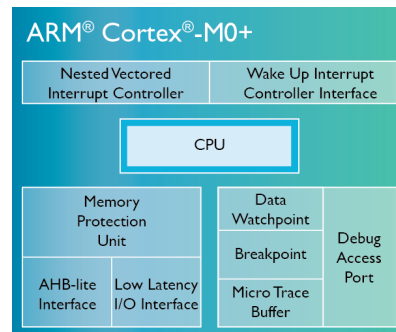 ARM® Cortex®-M0+
Nested Vectored
Interrupt Controller
Wake Up Interrupt
Controller Interface
CPU
Memory
Protection
Unit
AHB-lite
Interface
Low Latency
I/O Interface
Data
Watchpoint
Breakpoint
Micro Trace
Buffer
Debug
Access
Port